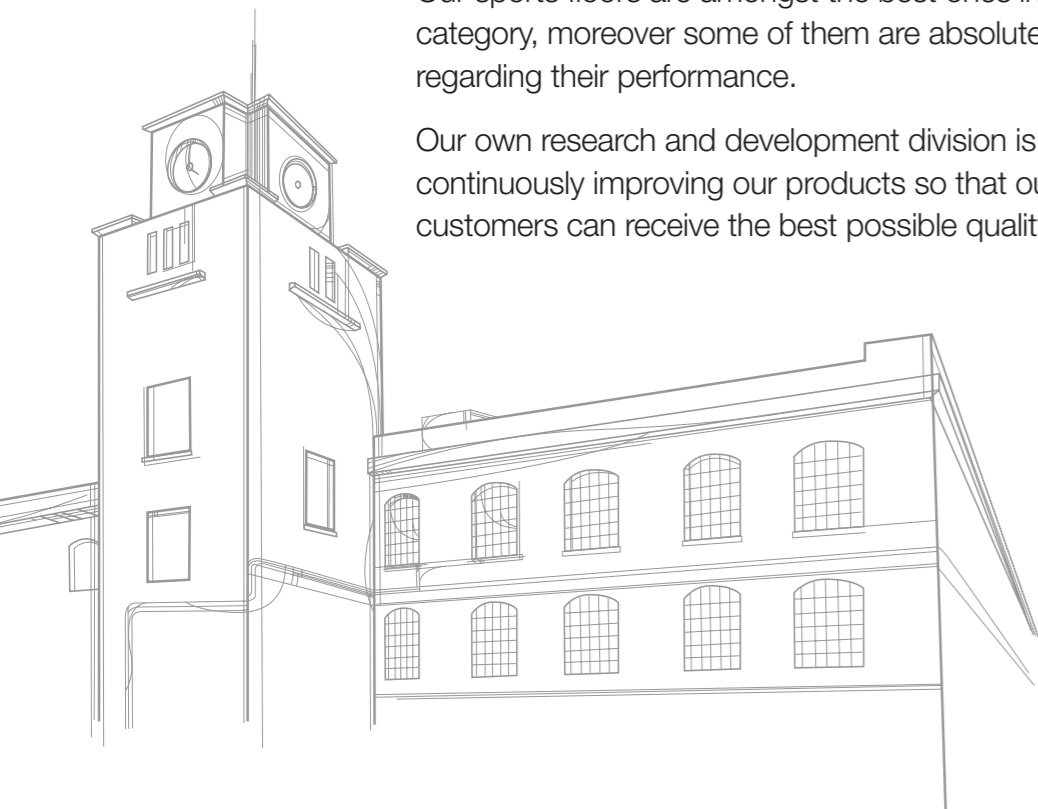 Our sports floors are amongst the best ones in
category, moreover some of them are absolute
regarding their performance.
Our own research and development division is
continuously improving our products so that ou
customers can receive the best possible qualit